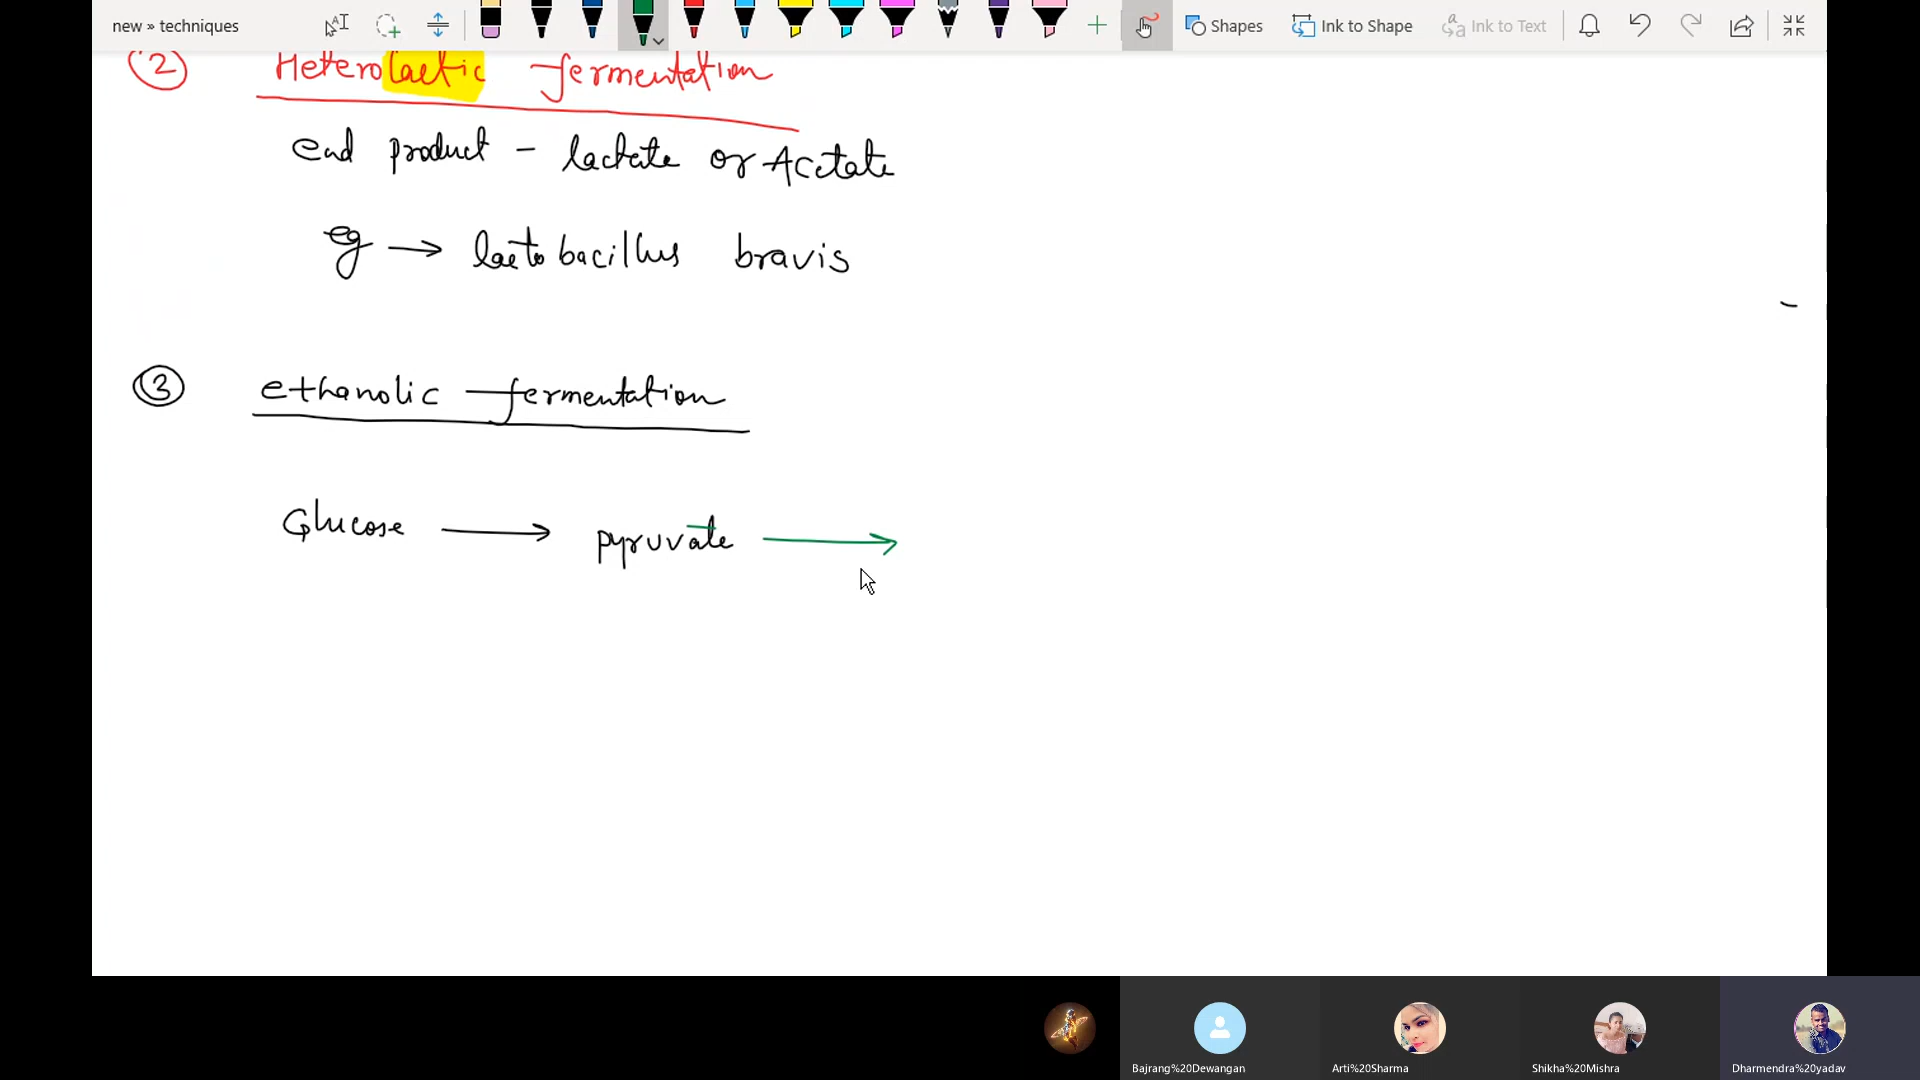 new » techniques
Shapes
Ink to Shape
Ink to Text
② Heterolactic fermentation
end product - lactate or Acetate
eg → lactobacillus bravis
③ ethanolic fermentation
Glucose → pyruvate →
Bajrang%20Dewangan
Arti%20Sharma
Shikha%20Mishra
Dharmendra%20yadav